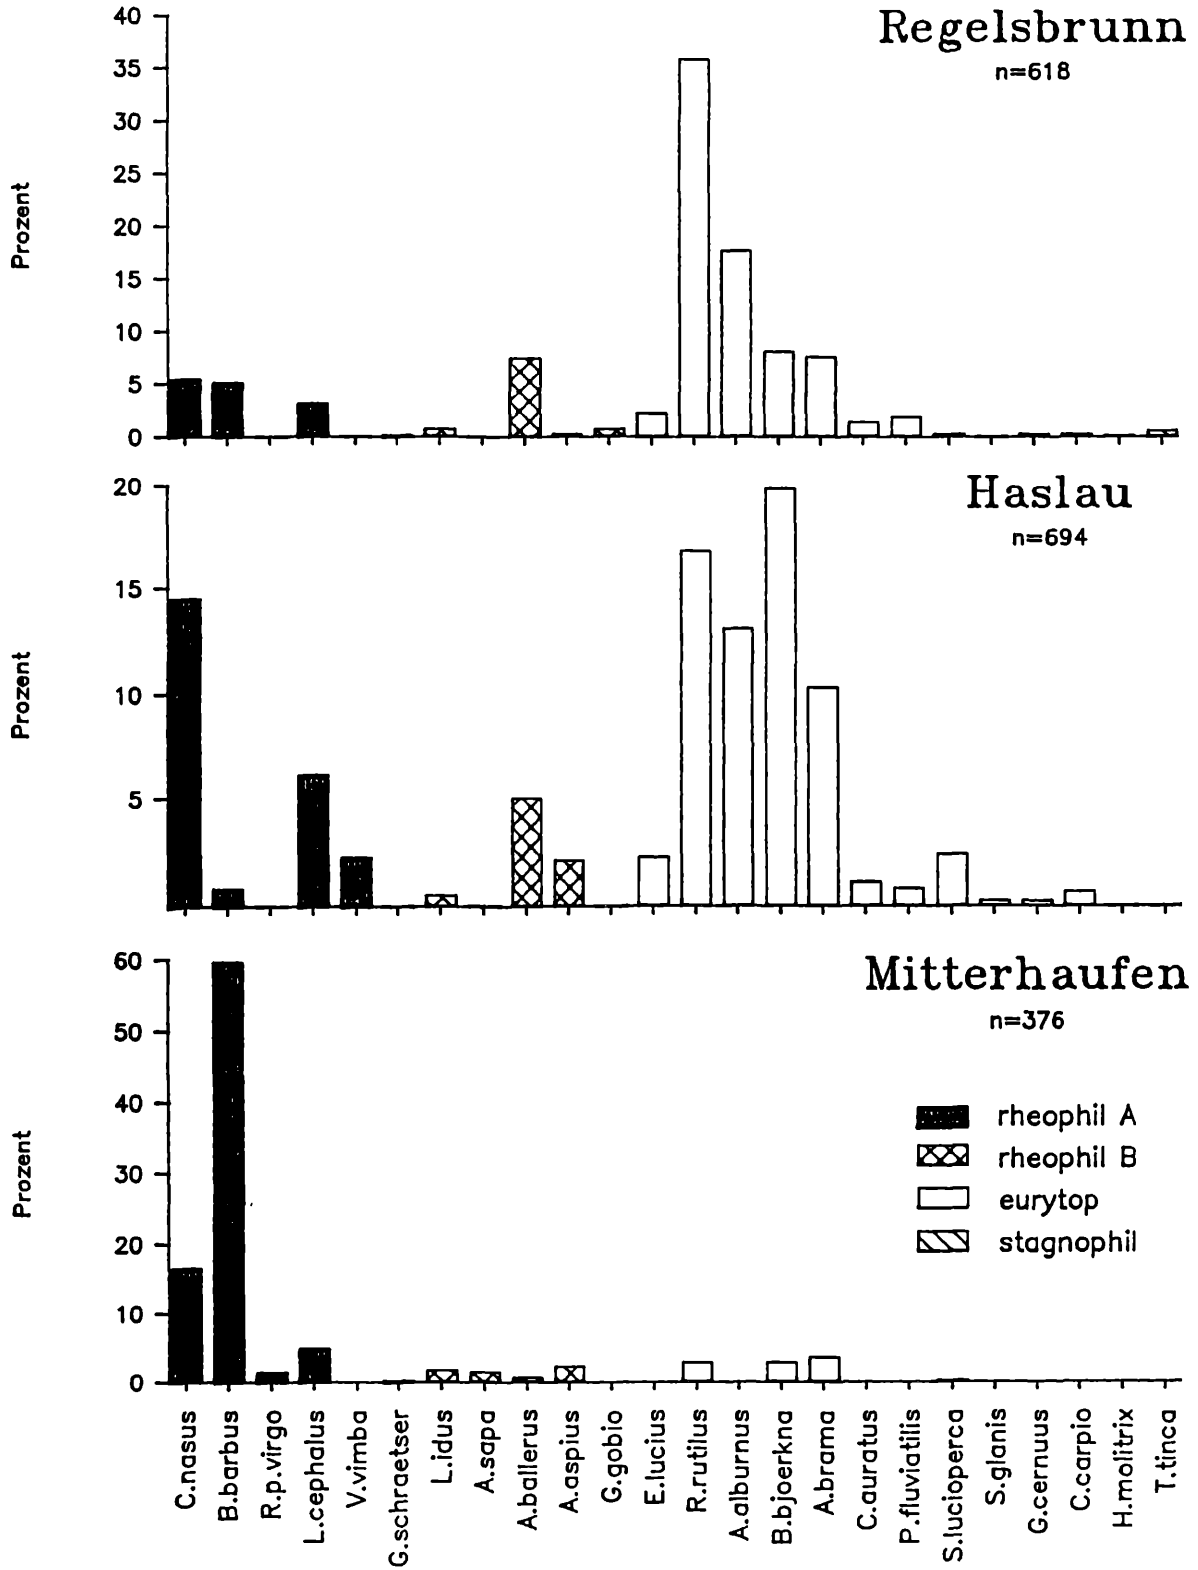 Regelsbrunn
n=618
Prozent
40
35
30
25
20
15
10
5
0
Haslau
n=694
Prozent
20
15
10
5
Mitterhaufen
n=376
Prozent
60
50
40
30
20
10
0
rheophil A
rheophil B
eurytop
stagnophil
C.nasus
B.barbus
R.p.virgo
L.cephalus
V.vimba
G.schraetser
L.idus
A.sapa
A.ballerus
A.aspius
G.gobio
E.lucius
R.rutilus
A.alburnus
B.bjoerkna
A.brama
C.auratus
P.fluviatilis
S.lucioperca
S.glanis
G.cernuus
C.carpio
H.molitrix
T.tinca